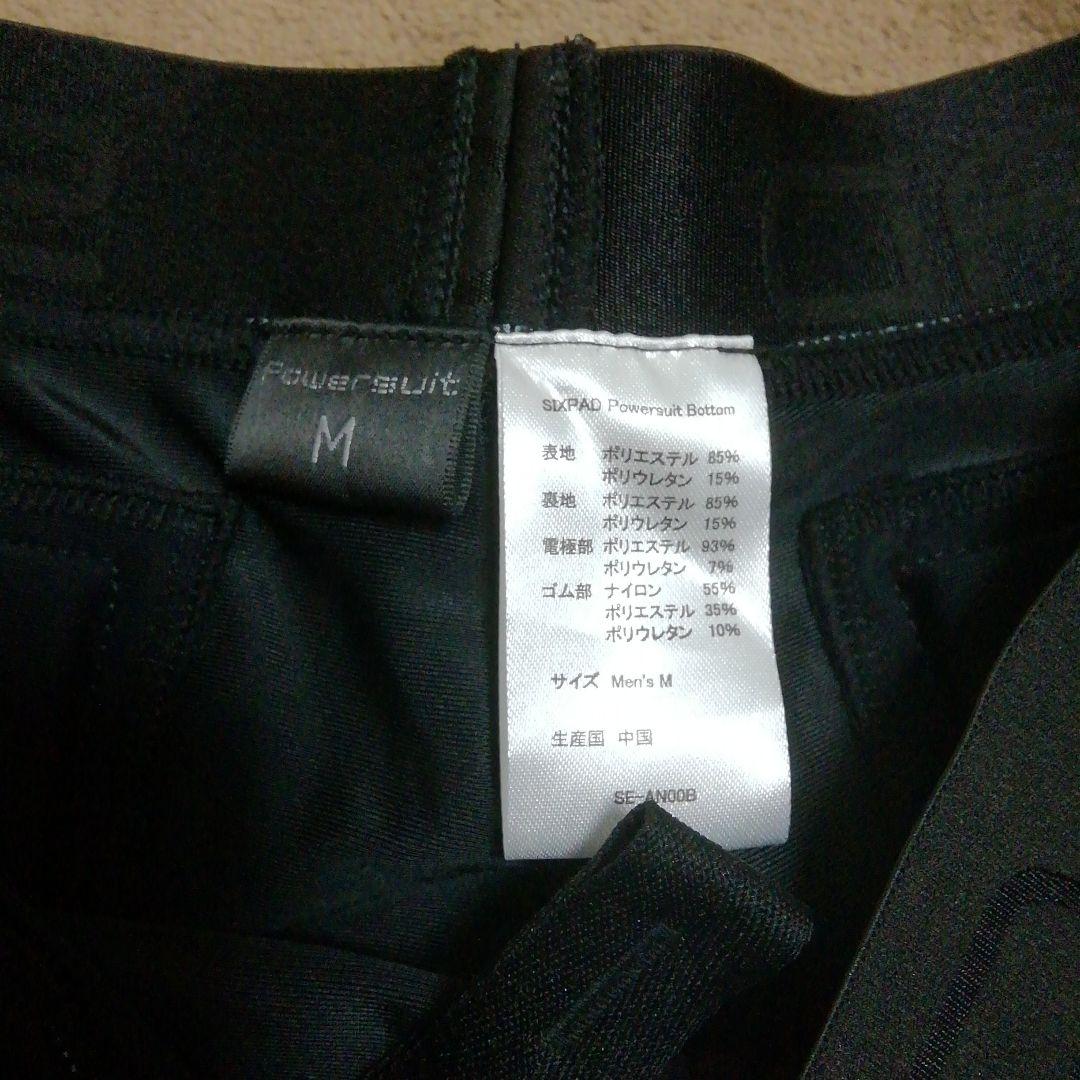 Powersuit
M
SIXPAD Powersuit Bottom
表地 ポリエステル 85%
ポリウレタン 15%
裏地 ポリエステル 85%
ポリウレタン 15%
電極部 ポリエステル 93%
ポリウレタン 7%
ゴム部 ナイロン 55%
ポリエステル 35%
ポリウレタン 10%
サイズ Men's M
生産国 中国
SE-AN00B